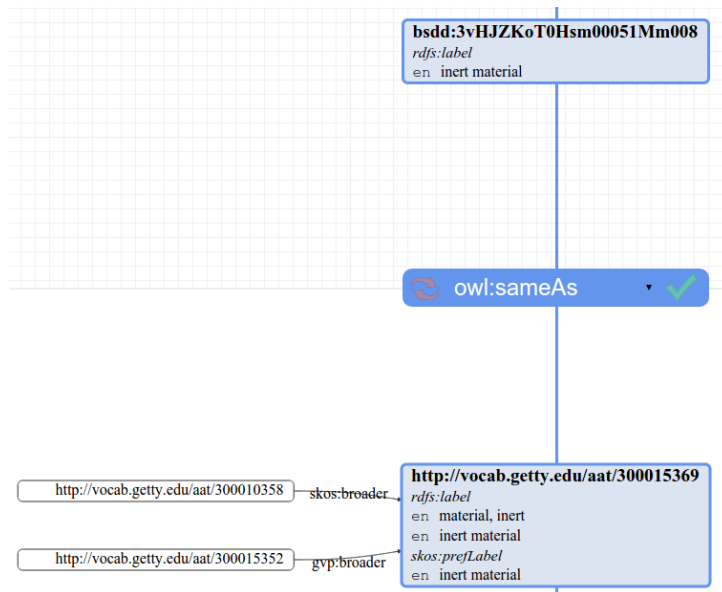 bsdd:3vHJZKoT0Hsm00051Mm008
rdfs:label
en inert material
owl:sameAs
http://vocab.getty.edu/aat/300015369
http://vocab.getty.edu/aat/300010358 skos:broader
rdfs:label
en material, inert
en inert material
http://vocab.getty.edu/aat/300015352 gvp:broader
skos:prefLabel
en inert material